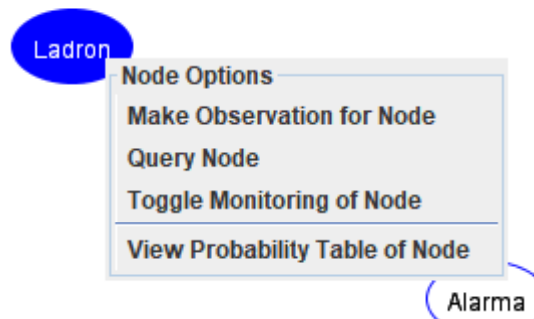 Ladron
Node Options
Make Observation for Node
Query Node
Toggle Monitoring of Node
View Probability Table of Node
Alarma